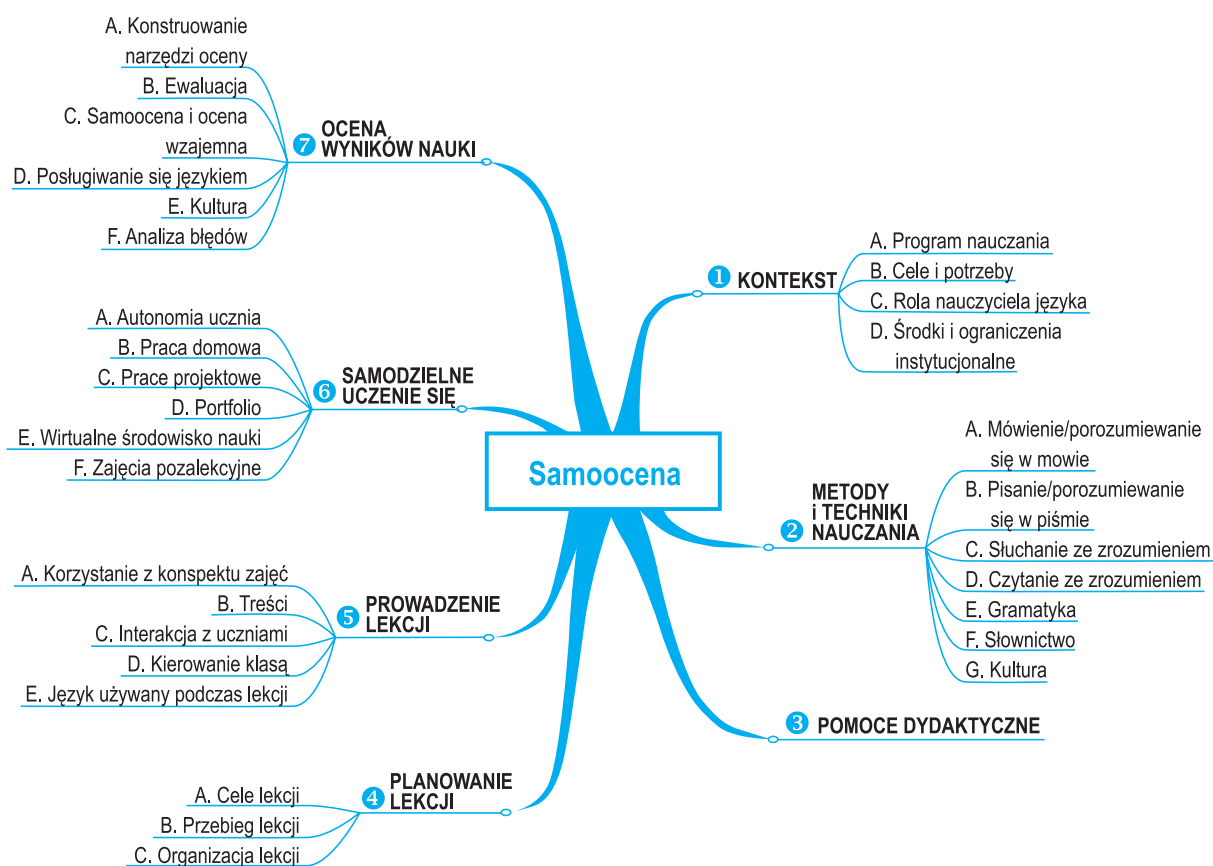 Samoocena
1 KONTEKST
A. Program nauczania
B. Cele i potrzeby
C. Rola nauczyciela języka
D. Środki i ograniczenia
instytucjonalne
2 METODY
i TECHNIKI
NAUCZANIA
A. Mówienie/porozumiewanie
się w mowie
B. Pisanie/porozumiewanie
się w piśmie
C. Słuchanie ze zrozumieniem
D. Czytanie ze zrozumieniem
E. Gramatyka
F. Słownictwo
G. Kultura
3 POMOCE DYDAKTYCZNE
4 PLANOWANIE
LEKCJI
A. Cele lekcji
B. Przebieg lekcji
C. Organizacja lekcji
5 PROWADZENIE
LEKCJI
A. Korzystanie z konspektu zajęć
B. Treści
C. Interakcja z uczniami
D. Kierowanie klasą
E. Język używany podczas lekcji
6 SAMODZIELNE
UCZENIE SIĘ
A. Autonomia ucznia
B. Praca domowa
C. Prace projektowe
D. Portfolio
E. Wirtualne środowisko nauki
F. Zajęcia pozalekcyjne
7 OCENA
WYNIKÓW NAUKI
A. Konstruowanie
narzędzi oceny
B. Ewaluacja
C. Samoocena i ocena
wzajemna
D. Posługiwanie się językiem
E. Kultura
F. Analiza błędów